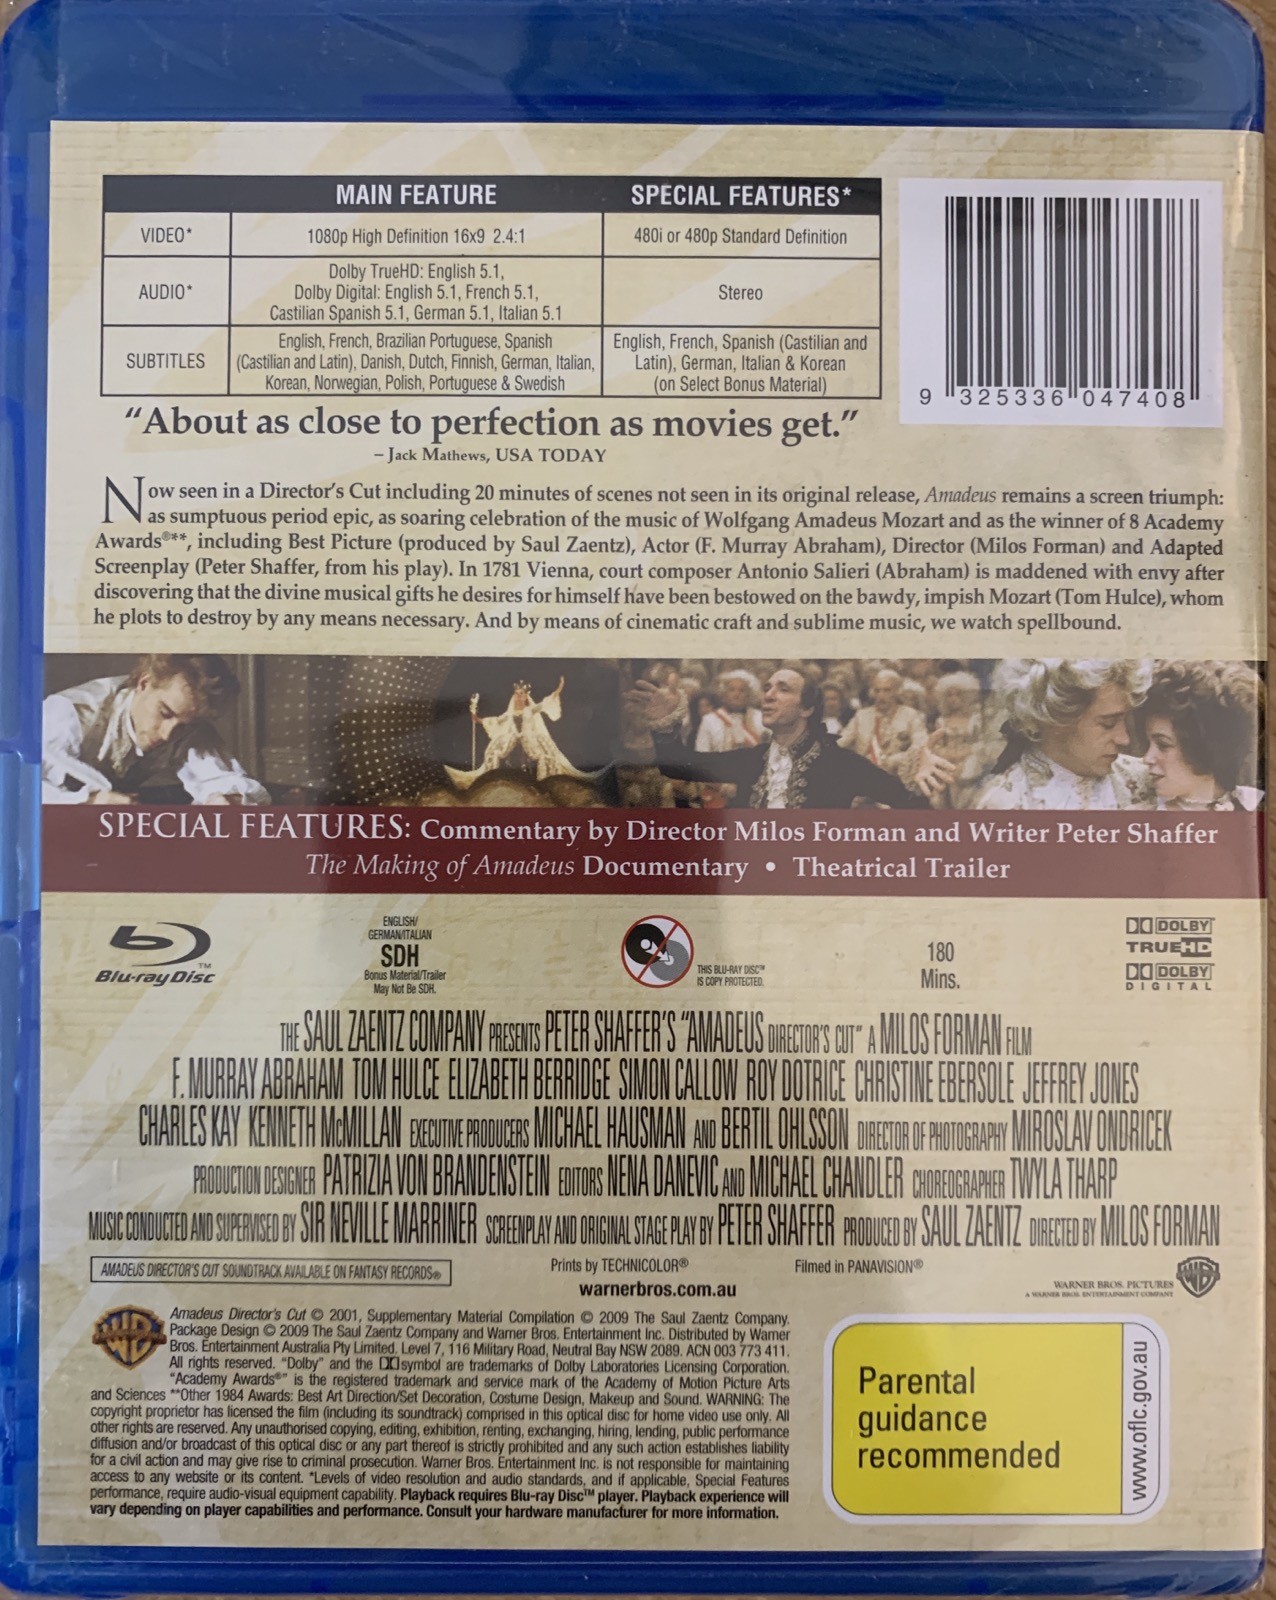 MAIN FEATURE SPECIAL FEATURES*
VIDEO* 1080p High Definition 16x9 2.4:1 480i or 480p Standard Definition
AUDIO* Dolby TrueHD: English 5.1,
Dolby Digital: English 5.1, French 5.1,
Castilian Spanish 5.1, German 5.1, Italian 5.1
Stereo
SUBTITLES English, French, Brazilian Portuguese, Spanish
(Castilian and Latin), Danish, Dutch, Finnish, German, Italian,
Korean, Norwegian, Polish, Portuguese & Swedish
English, French, Spanish (Castilian and
Latin), German, Italian & Korean
(on Select Bonus Material)
9 325336 047408
“About as close to perfection as movies get.”
– Jack Mathews, USA TODAY
Now seen in a Director's Cut including 20 minutes of scenes not seen in its original release, Amadeus remains a screen triumph:
as sumptuous period epic, as soaring celebration of the music of Wolfgang Amadeus Mozart and as the winner of 8 Academy
Awards®**, including Best Picture (produced by Saul Zaentz), Actor (F. Murray Abraham), Director (Milos Forman) and Adapted
Screenplay (Peter Shaffer, from his play). In 1781 Vienna, court composer Antonio Salieri (Abraham) is maddened with envy after
discovering that the divine musical gifts he desires for himself have been bestowed on the bawdy, impish Mozart (Tom Hulce), whom
he plots to destroy by any means necessary. And by means of cinematic craft and sublime music, we watch spellbound.
SPECIAL FEATURES: Commentary by Director Milos Forman and Writer Peter Shaffer
The Making of Amadeus Documentary • Theatrical Trailer
Blu-ray Disc™
ENGLISH/
GERMAN/ITALIAN
SDH
Bonus Material/Trailer
May Not Be SDH.
THIS BLU-RAY DISC™
IS COPY PROTECTED.
180
Mins.
DOLBY
TRUEHD
DOLBY
DIGITAL
THE SAUL ZAENTZ COMPANY PRESENTS PETER SHAFFER'S "AMADEUS DIRECTOR'S CUT" A MILOS FORMAN FILM
F. MURRAY ABRAHAM TOM HULCE ELIZABETH BERRIDGE SIMON CALLOW ROY DOTRICE CHRISTINE EBERSOLE JEFFREY JONES
CHARLES KAY KENNETH McMILLAN EXECUTIVE PRODUCERS MICHAEL HAUSMAN AND BERTIL OHLSSON DIRECTOR OF PHOTOGRAPHY MIROSLAV ONDRICEK
PRODUCTION DESIGNER PATRIZIA VON BRANDENSTEIN EDITORS NENA DANEVIC AND MICHAEL CHANDLER CHOREOGRAPHER TWYLA THARP
MUSIC CONDUCTED AND SUPERVISED BY SIR NEVILLE MARRINER SCREENPLAY AND ORIGINAL STAGE PLAY BY PETER SHAFFER PRODUCED BY SAUL ZAENTZ DIRECTED BY MILOS FORMAN
AMADEUS DIRECTOR'S CUT SOUNDTRACK AVAILABLE ON FANTASY RECORDS®
Prints by TECHNICOLOR®
Filmed in PANAVISION®
warnerbros.com.au
WARNER BROS. PICTURES
A WARNER BROS. ENTERTAINMENT COMPANY
Amadeus Director's Cut © 2001, Supplementary Material Compilation © 2009 The Saul Zaentz Company.
Package Design © 2009 The Saul Zaentz Company and Warner Bros. Entertainment Inc. Distributed by Warner
Bros. Entertainment Australia Pty Limited. Level 7, 116 Military Road, Neutral Bay NSW 2089. ACN 003 773 411.
All rights reserved. "Dolby" and the symbol are trademarks of Dolby Laboratories Licensing Corporation.
"Academy Awards®" is the registered trademark and service mark of the Academy of Motion Picture Arts
and Sciences **Other 1984 Awards: Best Art Direction/Set Decoration, Costume Design, Makeup and Sound. WARNING: The
copyright proprietor has licensed the film (including its soundtrack) comprised in this optical disc for home video use only. All
other rights are reserved. Any unauthorised copying, editing, exhibition, renting, exchanging, hiring, lending, public performance
diffusion and/or broadcast of this optical disc or any part thereof is strictly prohibited and any such action establishes liability
for a civil action and may give rise to criminal prosecution. Warner Bros. Entertainment Inc. is not responsible for maintaining
access to any website or its content. *Levels of video resolution and audio standards, and if applicable, Special Features
performance, require audio-visual equipment capability. Playback requires Blu-ray Disc™ player. Playback experience will
vary depending on player capabilities and performance. Consult your hardware manufacturer for more information.
Parental
guidance
recommended
www.oflc.gov.au